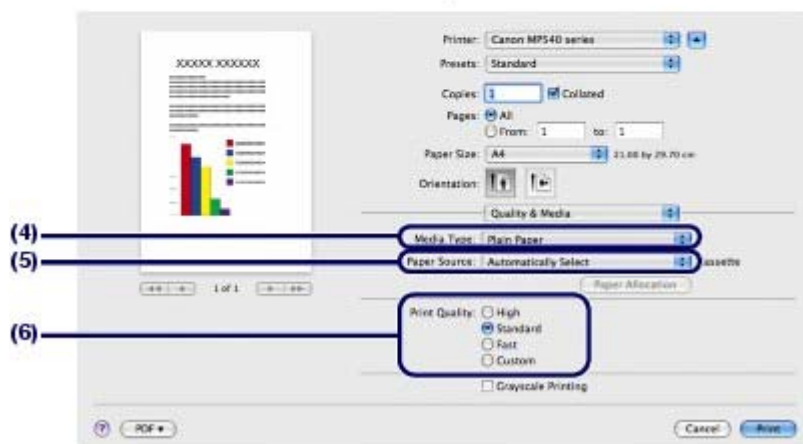 Printer: Canon MP540 series
Presets: Standard
Copies: 1 Collated
Pages: All
From: 1 to: 1
Paper Size: A4 21.00 by 29.70 cm
Orientation:
Quality & Media
(4) Media Type: Plain Paper
(5) Paper Source: Automatically Select assette
Paper Allocation
(6) Print Quality: High
Standard
Fast
Custom
Grayscale Printing
XXXXX XXXXXX
1 of 1
? PDF Cancel Print